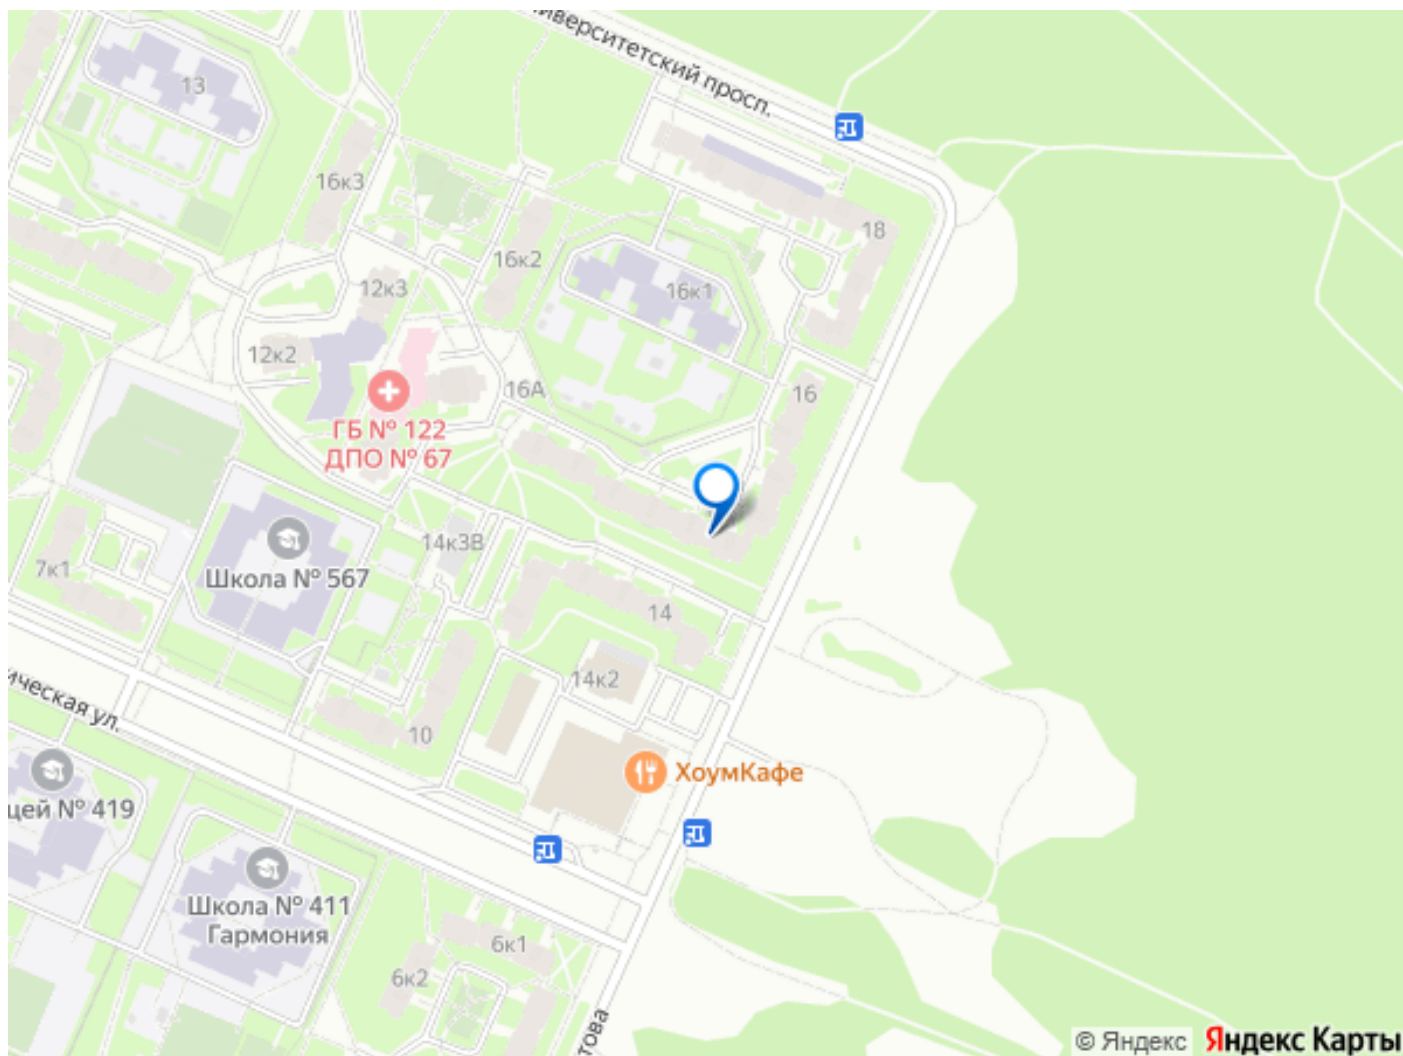 иверситетский просп.
13
16к3
18
16к2
16к1
12к3
12к2
16А
16
ГБ № 122
ДПО № 67
14к3В
7к1
Школа № 567
14
14к2
ическая ул.
10
ХоумКафе
цей № 419
Школа № 411
Гармония
6к1
6к2
това
© Яндекс Яндекс Карты